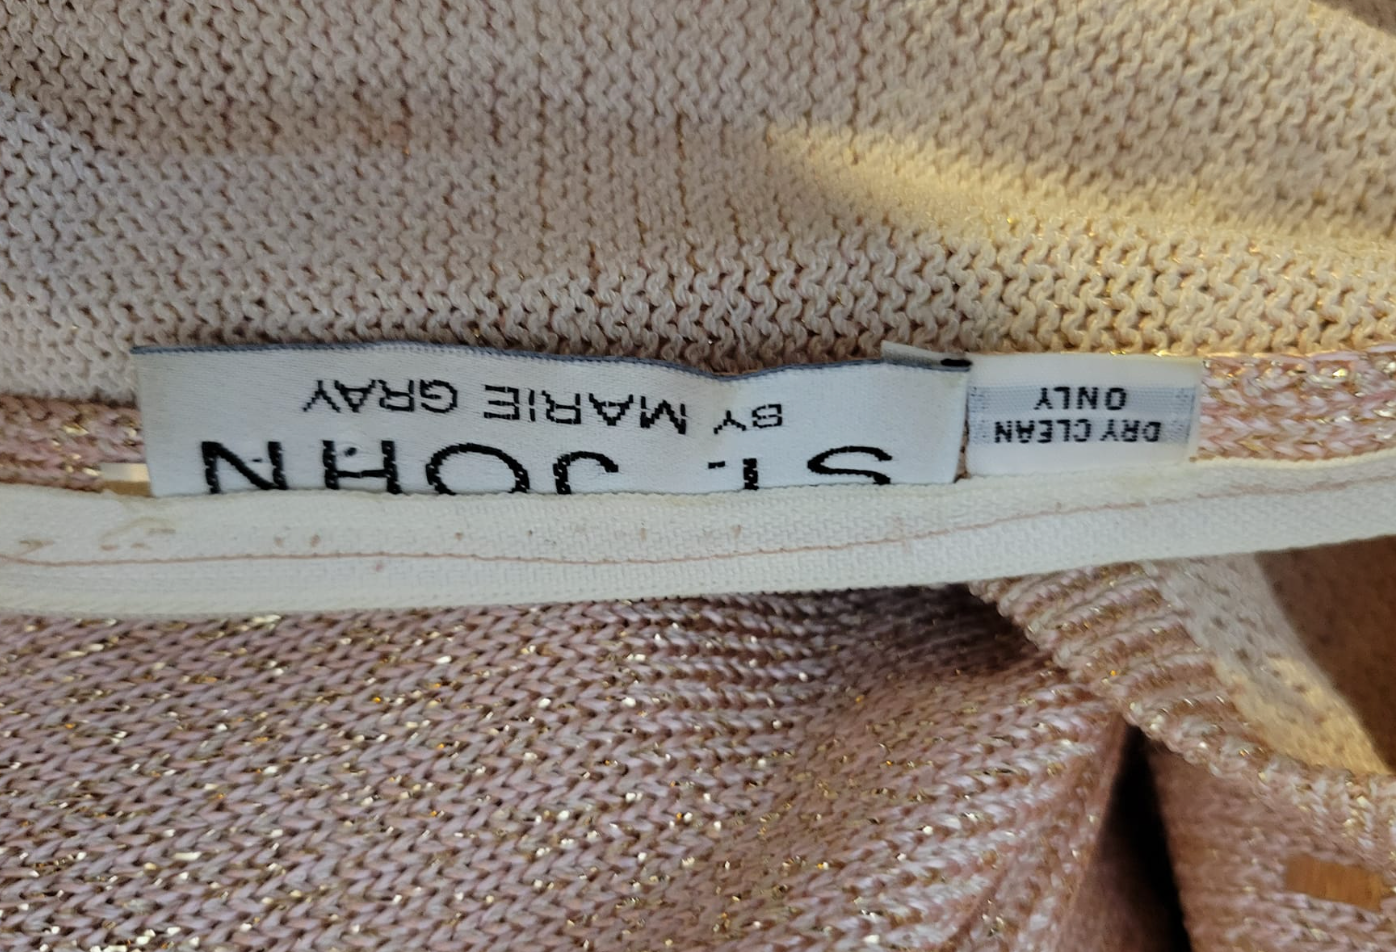 ST. JOHN
BY MARIE GRAY
DRY CLEAN
ONLY